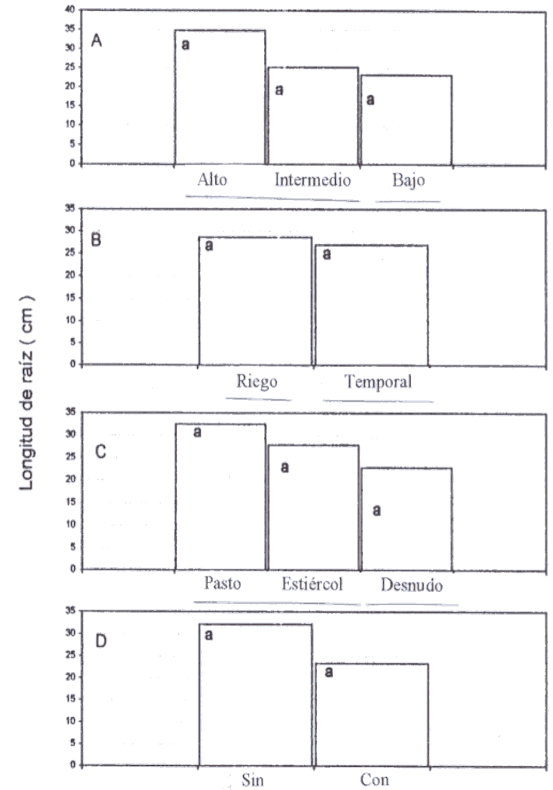 Longitud de raíz ( cm )
40
35
30
25
20
15
10
5
0
A
a
a
a
Alto Intermedio Bajo
35
30
25
20
15
10
5
0
B
a
a
Riego Temporal
35
30
25
20
15
10
5
0
C
a
a
a
Pasto Estiércol Desnudo
35
30
25
20
15
10
5
0
D
a
a
Sin Con